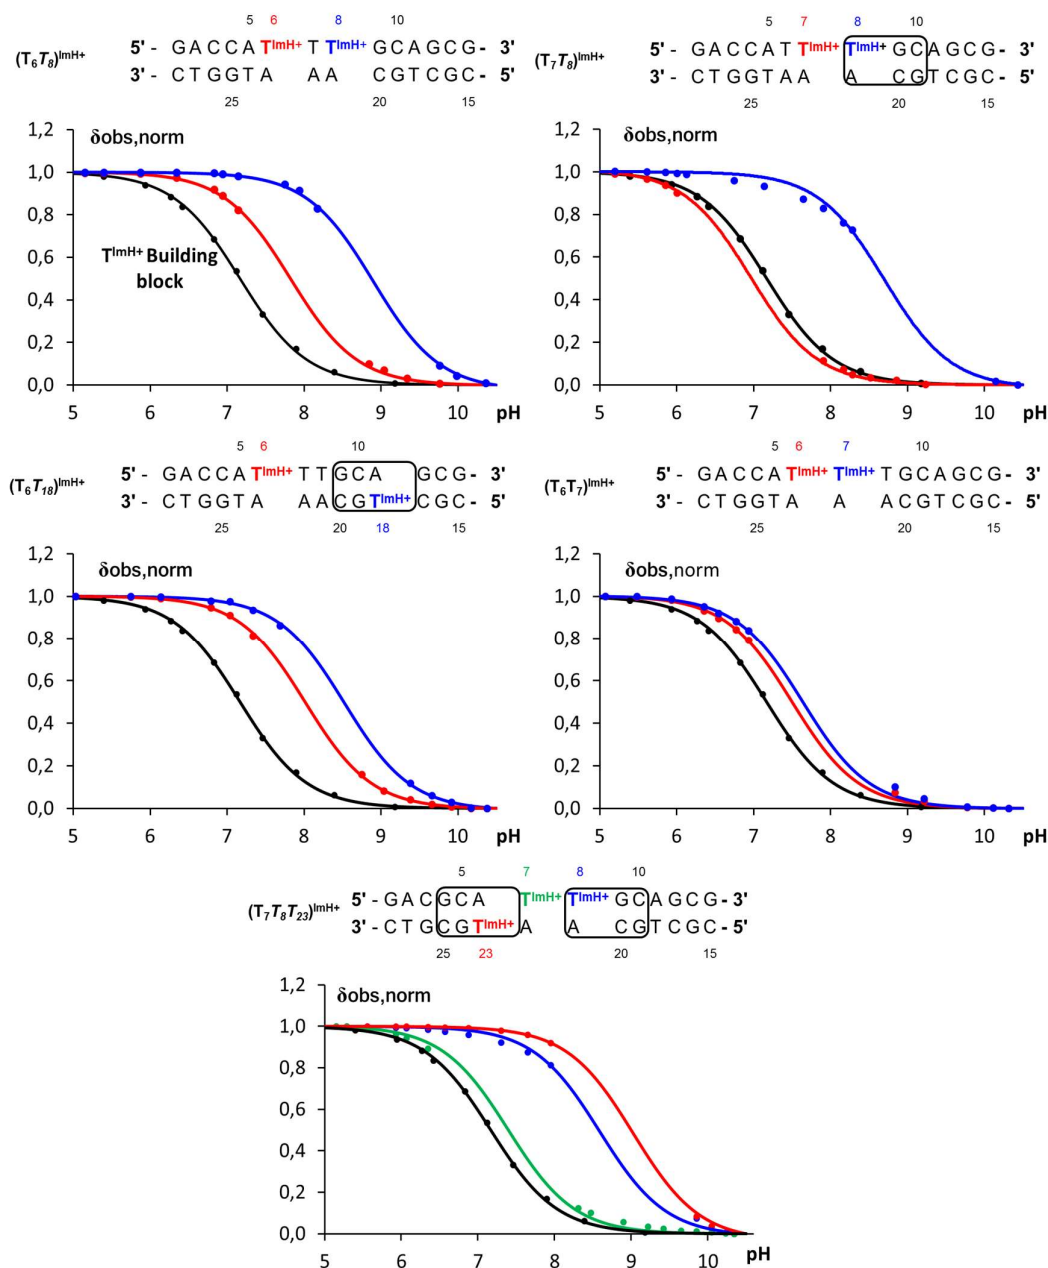 5 6 8 10
(T6T8)ImH+ 5' - GACCATImH+ T TImH+ GCAGCG- 3'
3' - CTGGTA AA CGTCGC - 5'
25 20 15
1,2 δobs,norm
1,0
0,8
0,6
0,4
0,2
0,0
TImH+ Building
block
5 6 7 8 9 10 pH
5 7 8 10
(T7T8)ImH+ 5' - GACCATTImH+ TImH+ GCAGCG- 3'
3' - CTGGTAA A CGTCGC - 5'
25 20 15
1,2 δobs,norm
1,0
0,8
0,6
0,4
0,2
0,0
5 6 7 8 9 10 pH
5 6 10
(T6T18)ImH+ 5' - GACCATImH+ TTGCA GCG- 3'
3' - CTGGTA AACGTImH+ CGC - 5'
25 20 18 15
1,2 δobs,norm
1,0
0,8
0,6
0,4
0,2
0,0
5 6 7 8 9 10 pH
5 6 7 10
(T6T7)ImH+ 5' - GACCATImH+ TImH+ TGCAGCG- 3'
3' - CTGGTA A ACGTCGC - 5'
25 20 15
1,2 δobs,norm
1,0
0,8
0,6
0,4
0,2
0,0
5 6 7 8 9 10 pH
5 7 8 10
(T7T8T23)ImH+ 5' - GACGCA TImH+ TImH+ GCAGCG- 3'
3' - CTGCGTImH+ A A CGTCGC - 5'
25 23 20 15
1,2 δobs,norm
1,0
0,8
0,6
0,4
0,2
0,0
5 6 7 8 9 10 pH